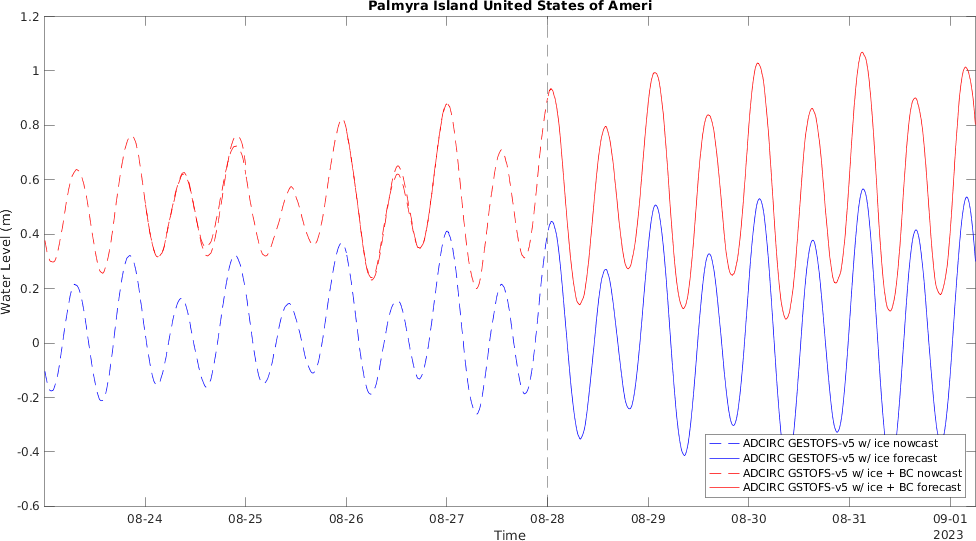 Palmyra Island United States of Ameri
1.2
1
0.8
0.6
0.4
0.2
0
-0.2
-0.4
-0.6
Water Level (m)
ADCIRC GESTOFS-v5 w/ ice nowcast
ADCIRC GESTOFS-v5 w/ ice forecast
ADCIRC GSTOFS-v5 w/ ice + BC nowcast
ADCIRC GSTOFS-v5 w/ ice + BC forecast
08-24 08-25 08-26 08-27 08-28 08-29 08-30 08-31 09-01
2023
Time